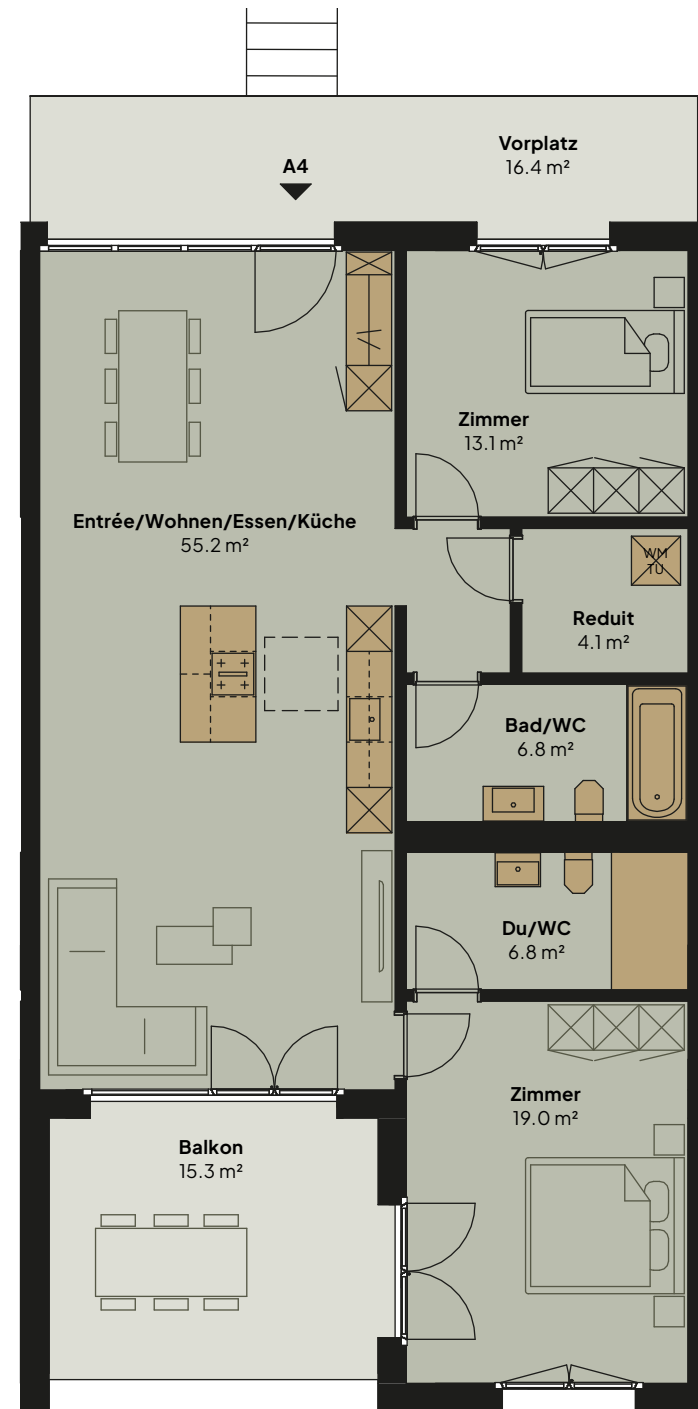 Vorplatz
16.4 m²
A4
Zimmer
13.1 m²
Entrée/Wohnen/Essen/Küche
55.2 m²
WM
TU
Reduit
4.1 m²
Bad/WC
6.8 m²
Du/WC
6.8 m²
Zimmer
19.0 m²
Balkon
15.3 m²